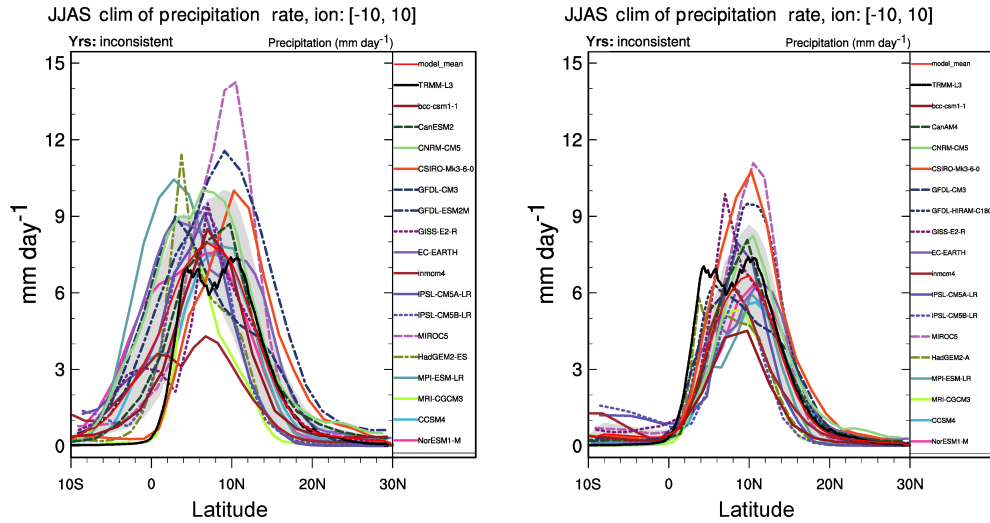 JJAS clim of precipitation rate, ion: [-10, 10]
Yrs: inconsistent
Precipitation (mm day-1)
15
12
9
6
3
0
mm day-1
10S
0
10N
20N
30N
Latitude
model_mean
TRMM-L3
bcc-csm1-1
CanESM2
CNRM-CM5
CSIRO-Mk3-6-0
GFDL-CM3
GFDL-ESM2M
GISS-E2-R
EC-EARTH
inmcm4
IPSL-CM5A-LR
IPSL-CM5B-LR
MIROC5
HadGEM2-ES
MPI-ESM-LR
MRI-CGCM3
CCSM4
NorESM1-M
JJAS clim of precipitation rate, ion: [-10, 10]
Yrs: inconsistent
Precipitation (mm day-1)
15
12
9
6
3
0
mm day-1
10S
0
10N
20N
30N
Latitude
model_mean
TRMM-L3
bcc-csm1-1
CanAM4
CNRM-CM5
CSIRO-Mk3-6-0
GFDL-CM3
GFDL-HIRAM-C180
GISS-E2-R
EC-EARTH
inmcm4
IPSL-CM5A-LR
IPSL-CM5B-LR
MIROC5
HadGEM2-A
MPI-ESM-LR
MRI-CGCM3
CCSM4
NorESM1-M